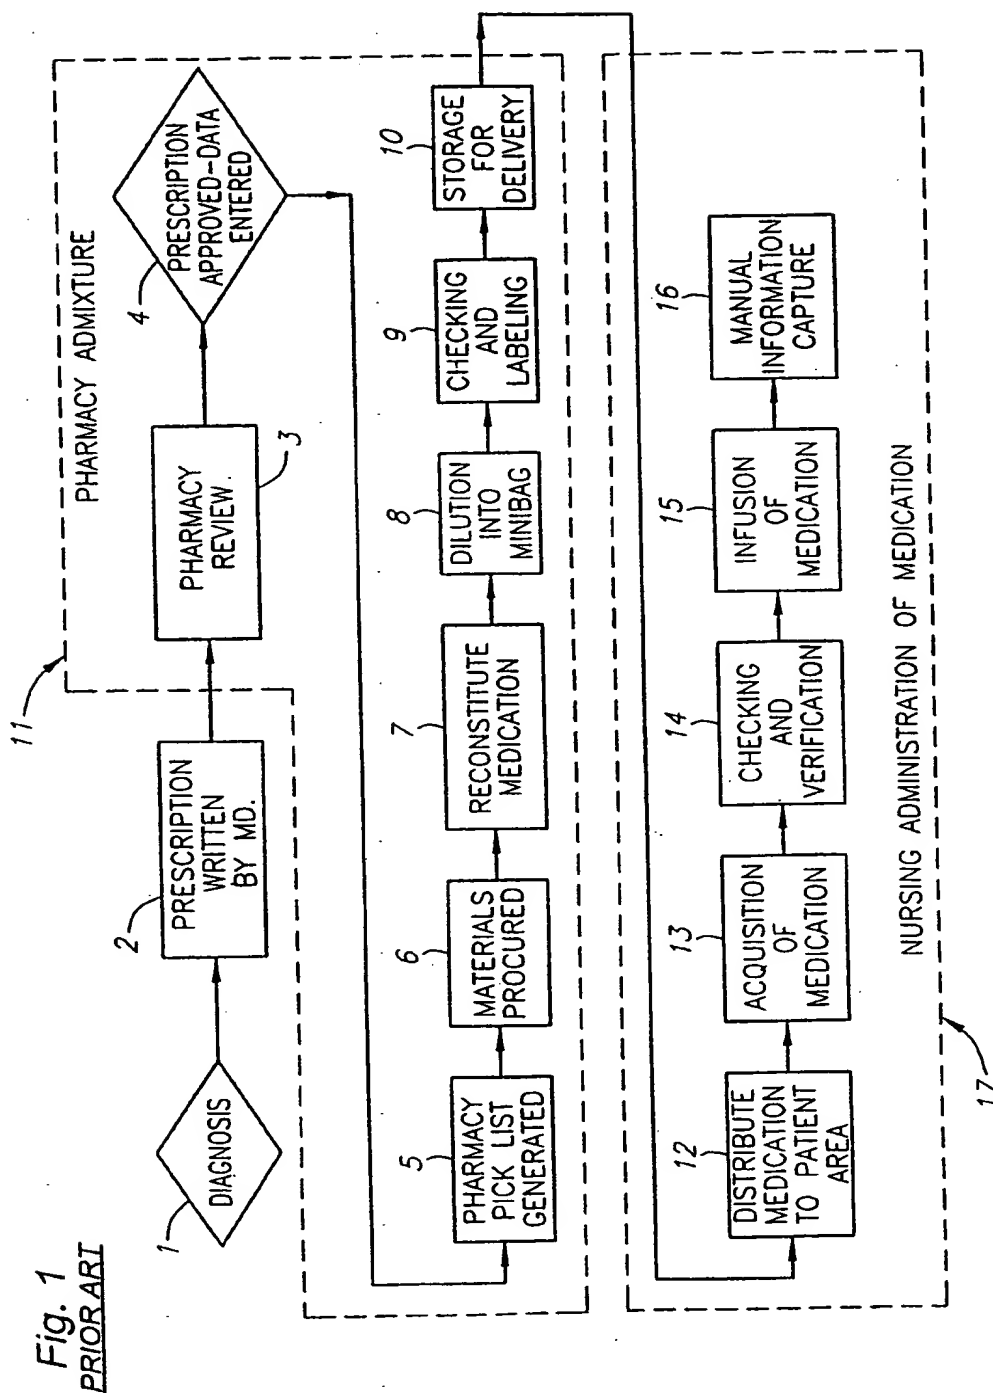 Fig. 1
PRIOR ART
1
DIAGNOSIS
2
PRESCRIPTION
WRITTEN
BY MD.
11
PHARMACY ADMIXTURE
PHARMACY
REVIEW.
3
4
PRESCRIPTION
APPROVED-DATA
ENTERED
5
PHARMACY
PICK LIST
GENERATED
6
MATERIALS
PROCURED
7
RECONSTITUTE
MEDICATION
8
DILUTION
INTO
MINIBAG
9
CHECKING
AND
LABELING
10
STORAGE
FOR
DELIVERY
12
DISTRIBUTE
MEDICATION
TO PATIENT
AREA
13
ACQUISITION
OF
MEDICATION
14
CHECKING
AND
VERIFICATION
15
INFUSION
OF
MEDICATION
16
MANUAL
INFORMATION
CAPTURE
NURSING ADMINISTRATION OF MEDICATION
17